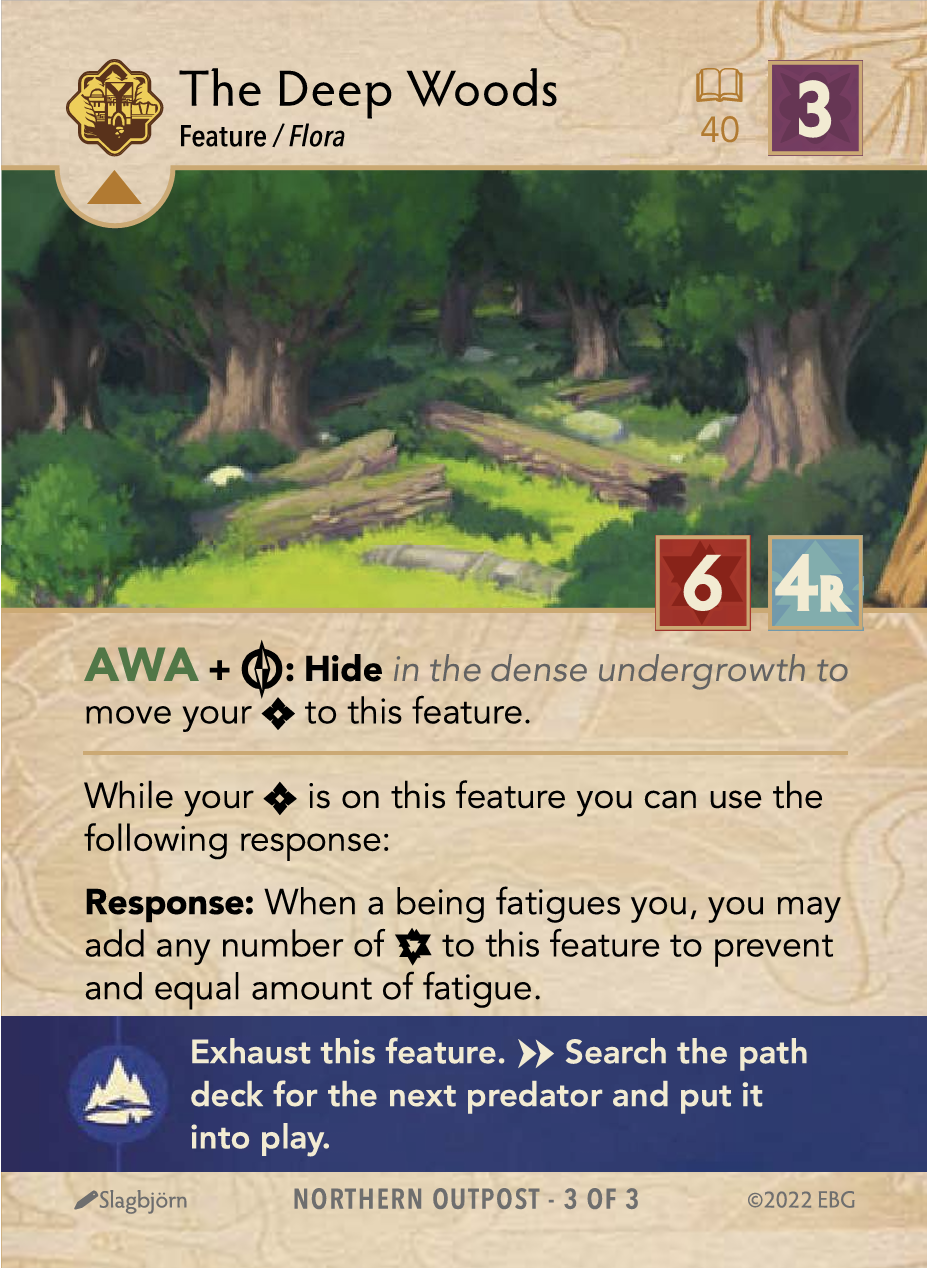 The Deep Woods
Feature / Flora
40
3
6
4R
AWA + : Hide in the dense undergrowth to
move your to this feature.
While your is on this feature you can use the
following response:
Response: When a being fatigues you, you may
add any number of to this feature to prevent
and equal amount of fatigue.
Exhaust this feature. Search the path
deck for the next predator and put it
into play.
Slagbjörn
NORTHERN OUTPOST - 3 OF 3
©2022 EBG